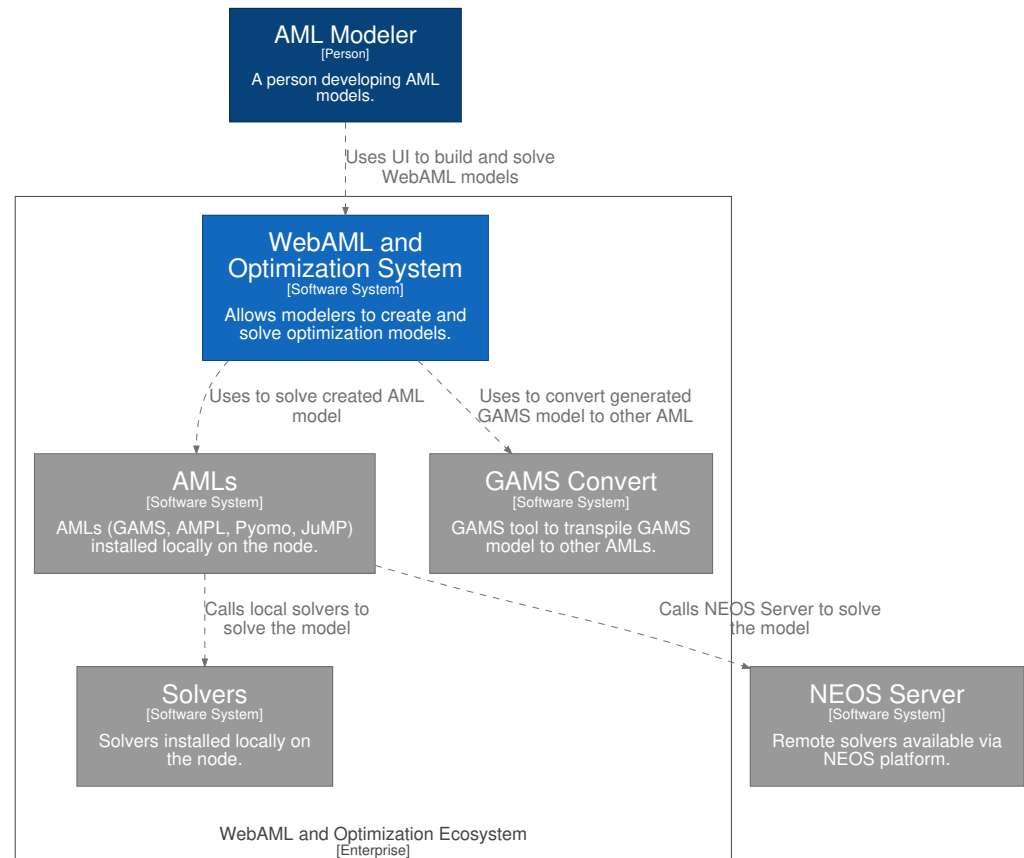 AML Modeler
[Person]
A person developing AML
models.
Uses UI to build and solve
WebAML models
WebAML and
Optimization System
[Software System]
Allows modelers to create and
solve optimization models.
Uses to solve created AML
model
Uses to convert generated
GAMS model to other AML
AMLs
[Software System]
AMLs (GAMS, AMPL, Pyomo, JuMP)
installed locally on the node.
GAMS Convert
[Software System]
GAMS tool to transpile GAMS
model to other AMLs.
Calls local solvers to
solve the model
Calls NEOS Server to solve
the model
Solvers
[Software System]
Solvers installed locally on
the node.
NEOS Server
[Software System]
Remote solvers available via
NEOS platform.
WebAML and Optimization Ecosystem
[Enterprise]